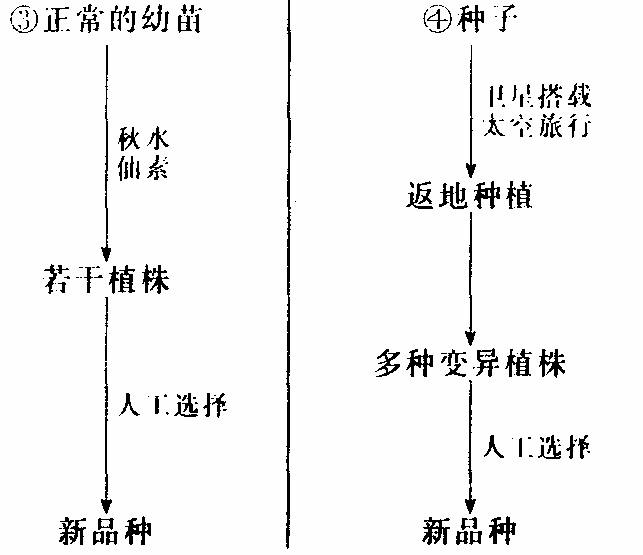 ③正常的幼苗
秋水
仙素
若干植株
人工选择
新品种
④种子
卫星搭载
太空旅行
返地种植
多种变异植株
人工选择
新品种